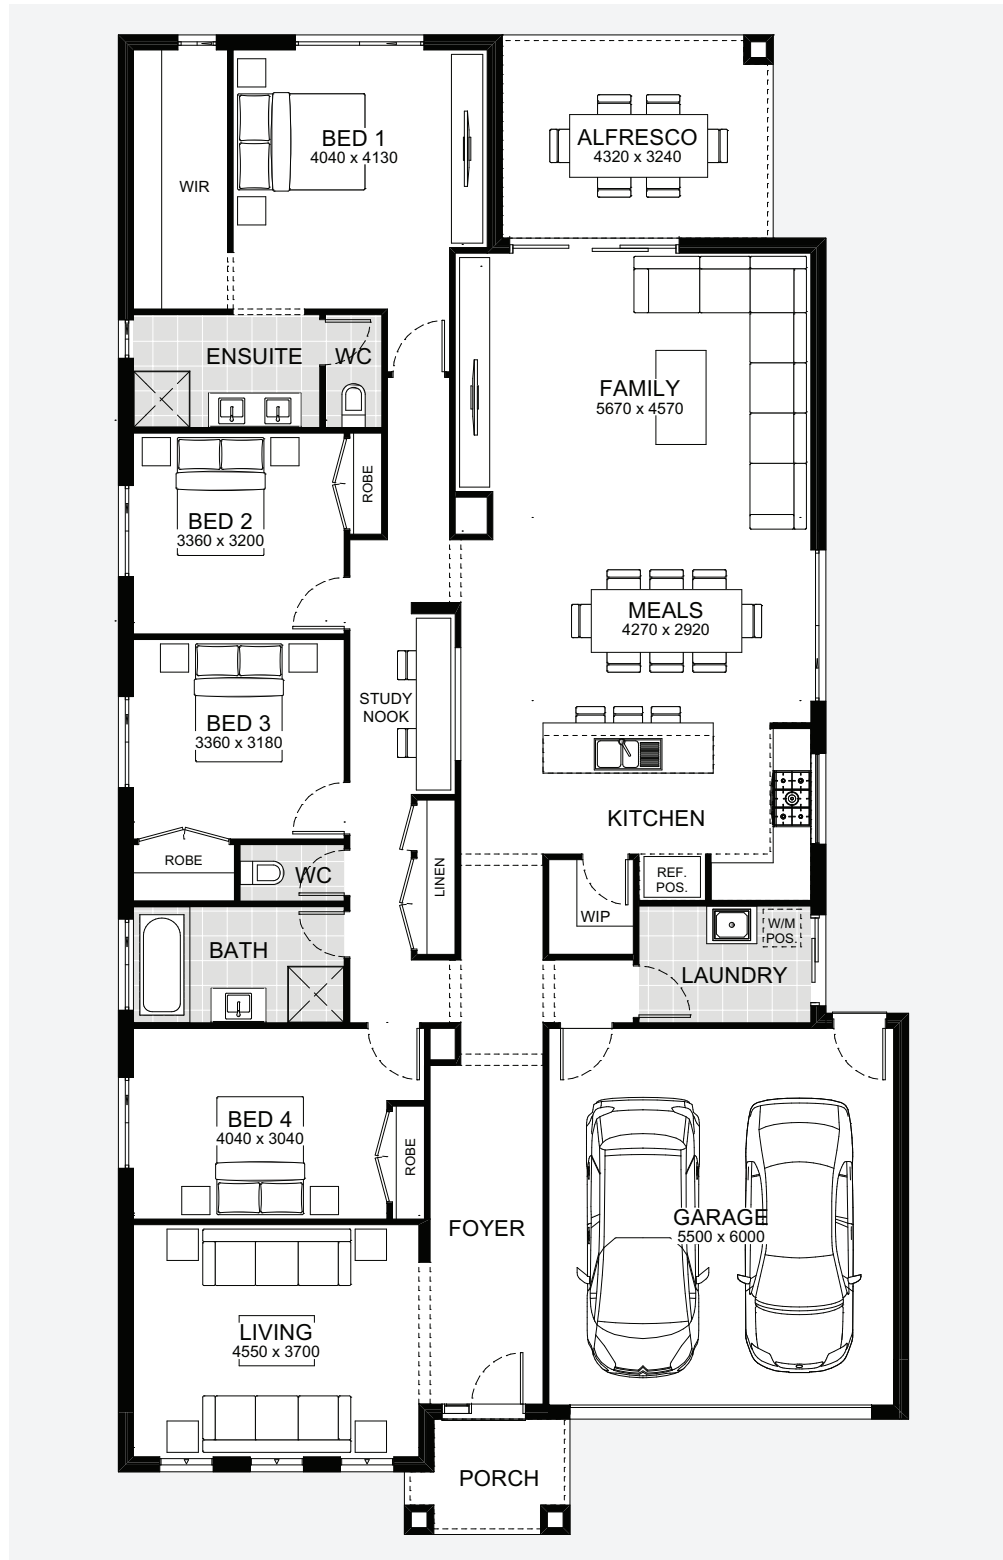 BED 1
4040 x 4130
ALFRESCO
4320 x 3240
WIR
ENSUITE
WC
FAMILY
5670 x 4570
ROBE
BED 2
3360 x 3200
MEALS
4270 x 2920
STUDY
NOOK
BED 3
3360 x 3180
KITCHEN
ROBE
WC
LINEN
REF.
POS.
WIP
W/M
POS.
BATH
LAUNDRY
BED 4
4040 x 3040
ROBE
FOYER
GARAGE
5500 x 6000
LIVING
4550 x 3700
PORCH